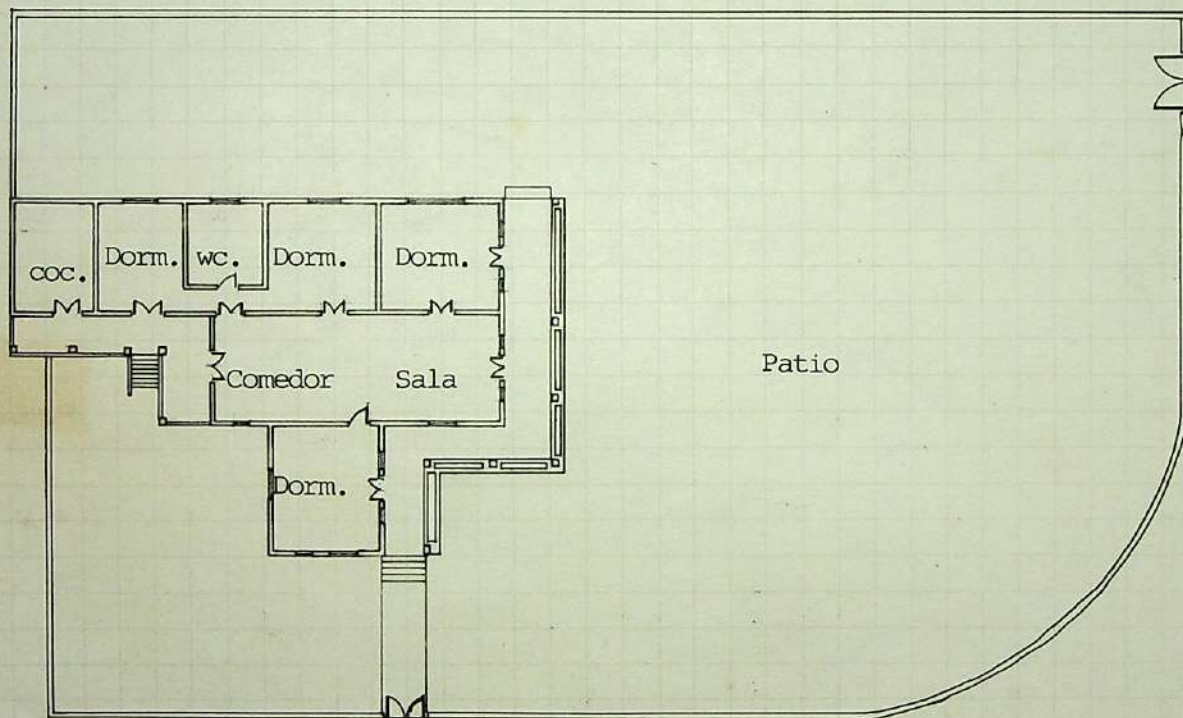 coc.
Dorm.
wc.
Dorm.
Dorm.
Comedor
Sala
Patio
Dorm.